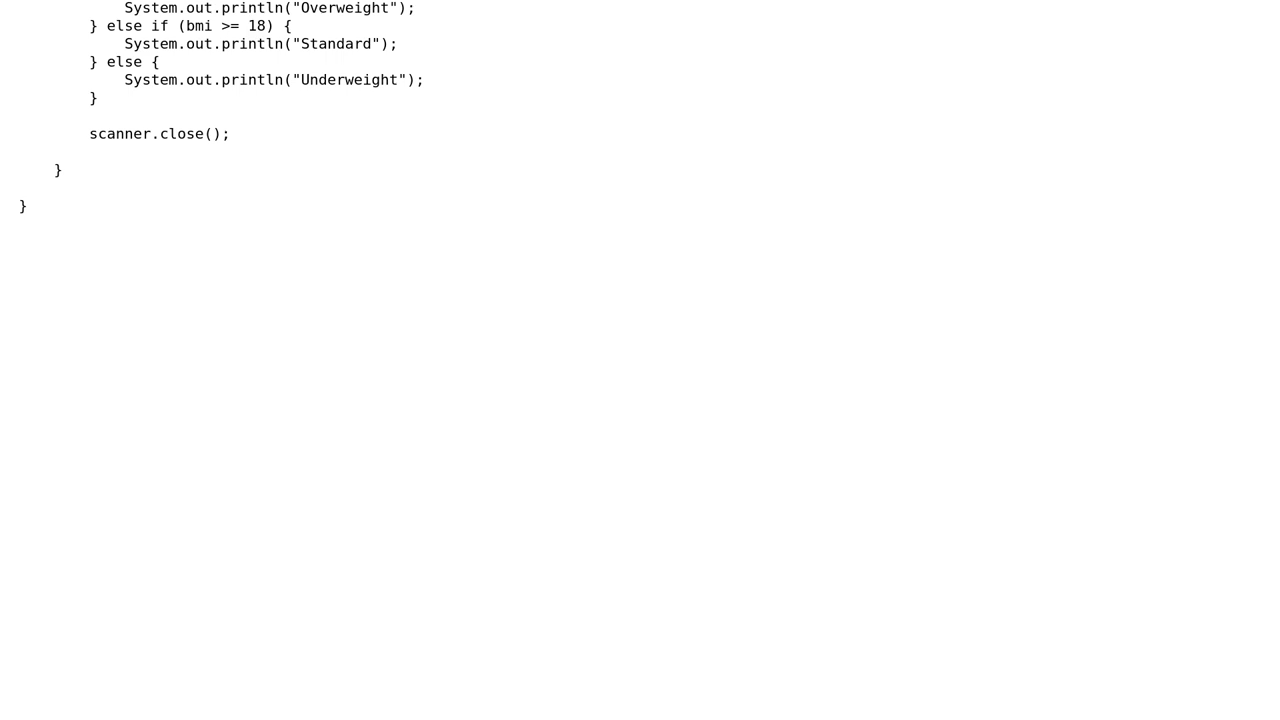 System.out.println("Overweight");
} else if (bmi >= 18) {
System.out.println("Standard");
} else {
System.out.println("Underweight");
}
scanner.close();
}
}